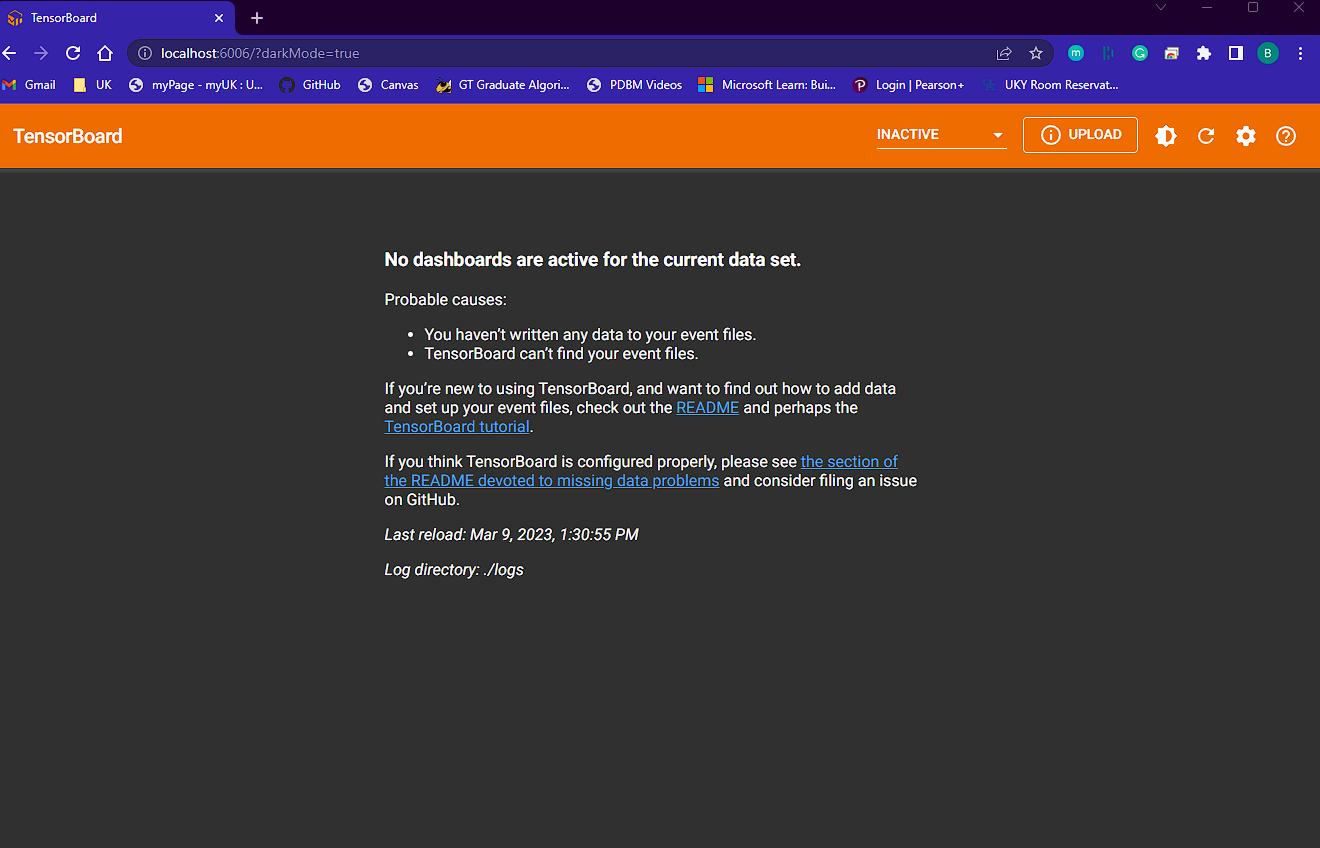 TensorBoard
localhost:6006/?darkMode=true
m
G
B
Gmail UK myPage - myUK : U... GitHub Canvas GT Graduate Algori... PDBM Videos Microsoft Learn: Bui... Login | Pearson+ UKY Room Reservat...
TensorBoard INACTIVE UPLOAD
No dashboards are active for the current data set.
Probable causes:
• You haven’t written any data to your event files.
• TensorBoard can’t find your event files.
If you’re new to using TensorBoard, and want to find out how to add data
and set up your event files, check out the README and perhaps the
TensorBoard tutorial.
If you think TensorBoard is configured properly, please see the section of
the README devoted to missing data problems and consider filing an issue
on GitHub.
Last reload: Mar 9, 2023, 1:30:55 PM
Log directory: ./logs